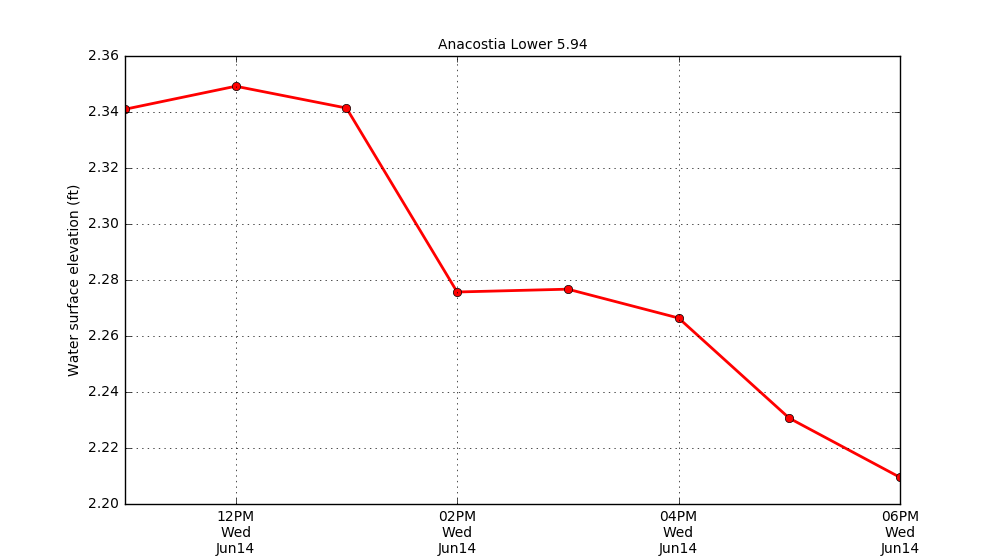 Anacostia Lower 5.94
2.36
2.34
2.32
2.30
2.28
2.26
2.24
2.22
2.20
Water surface elevation (ft)
12PM
Wed
Jun14
02PM
Wed
Jun14
04PM
Wed
Jun14
06PM
Wed
Jun14